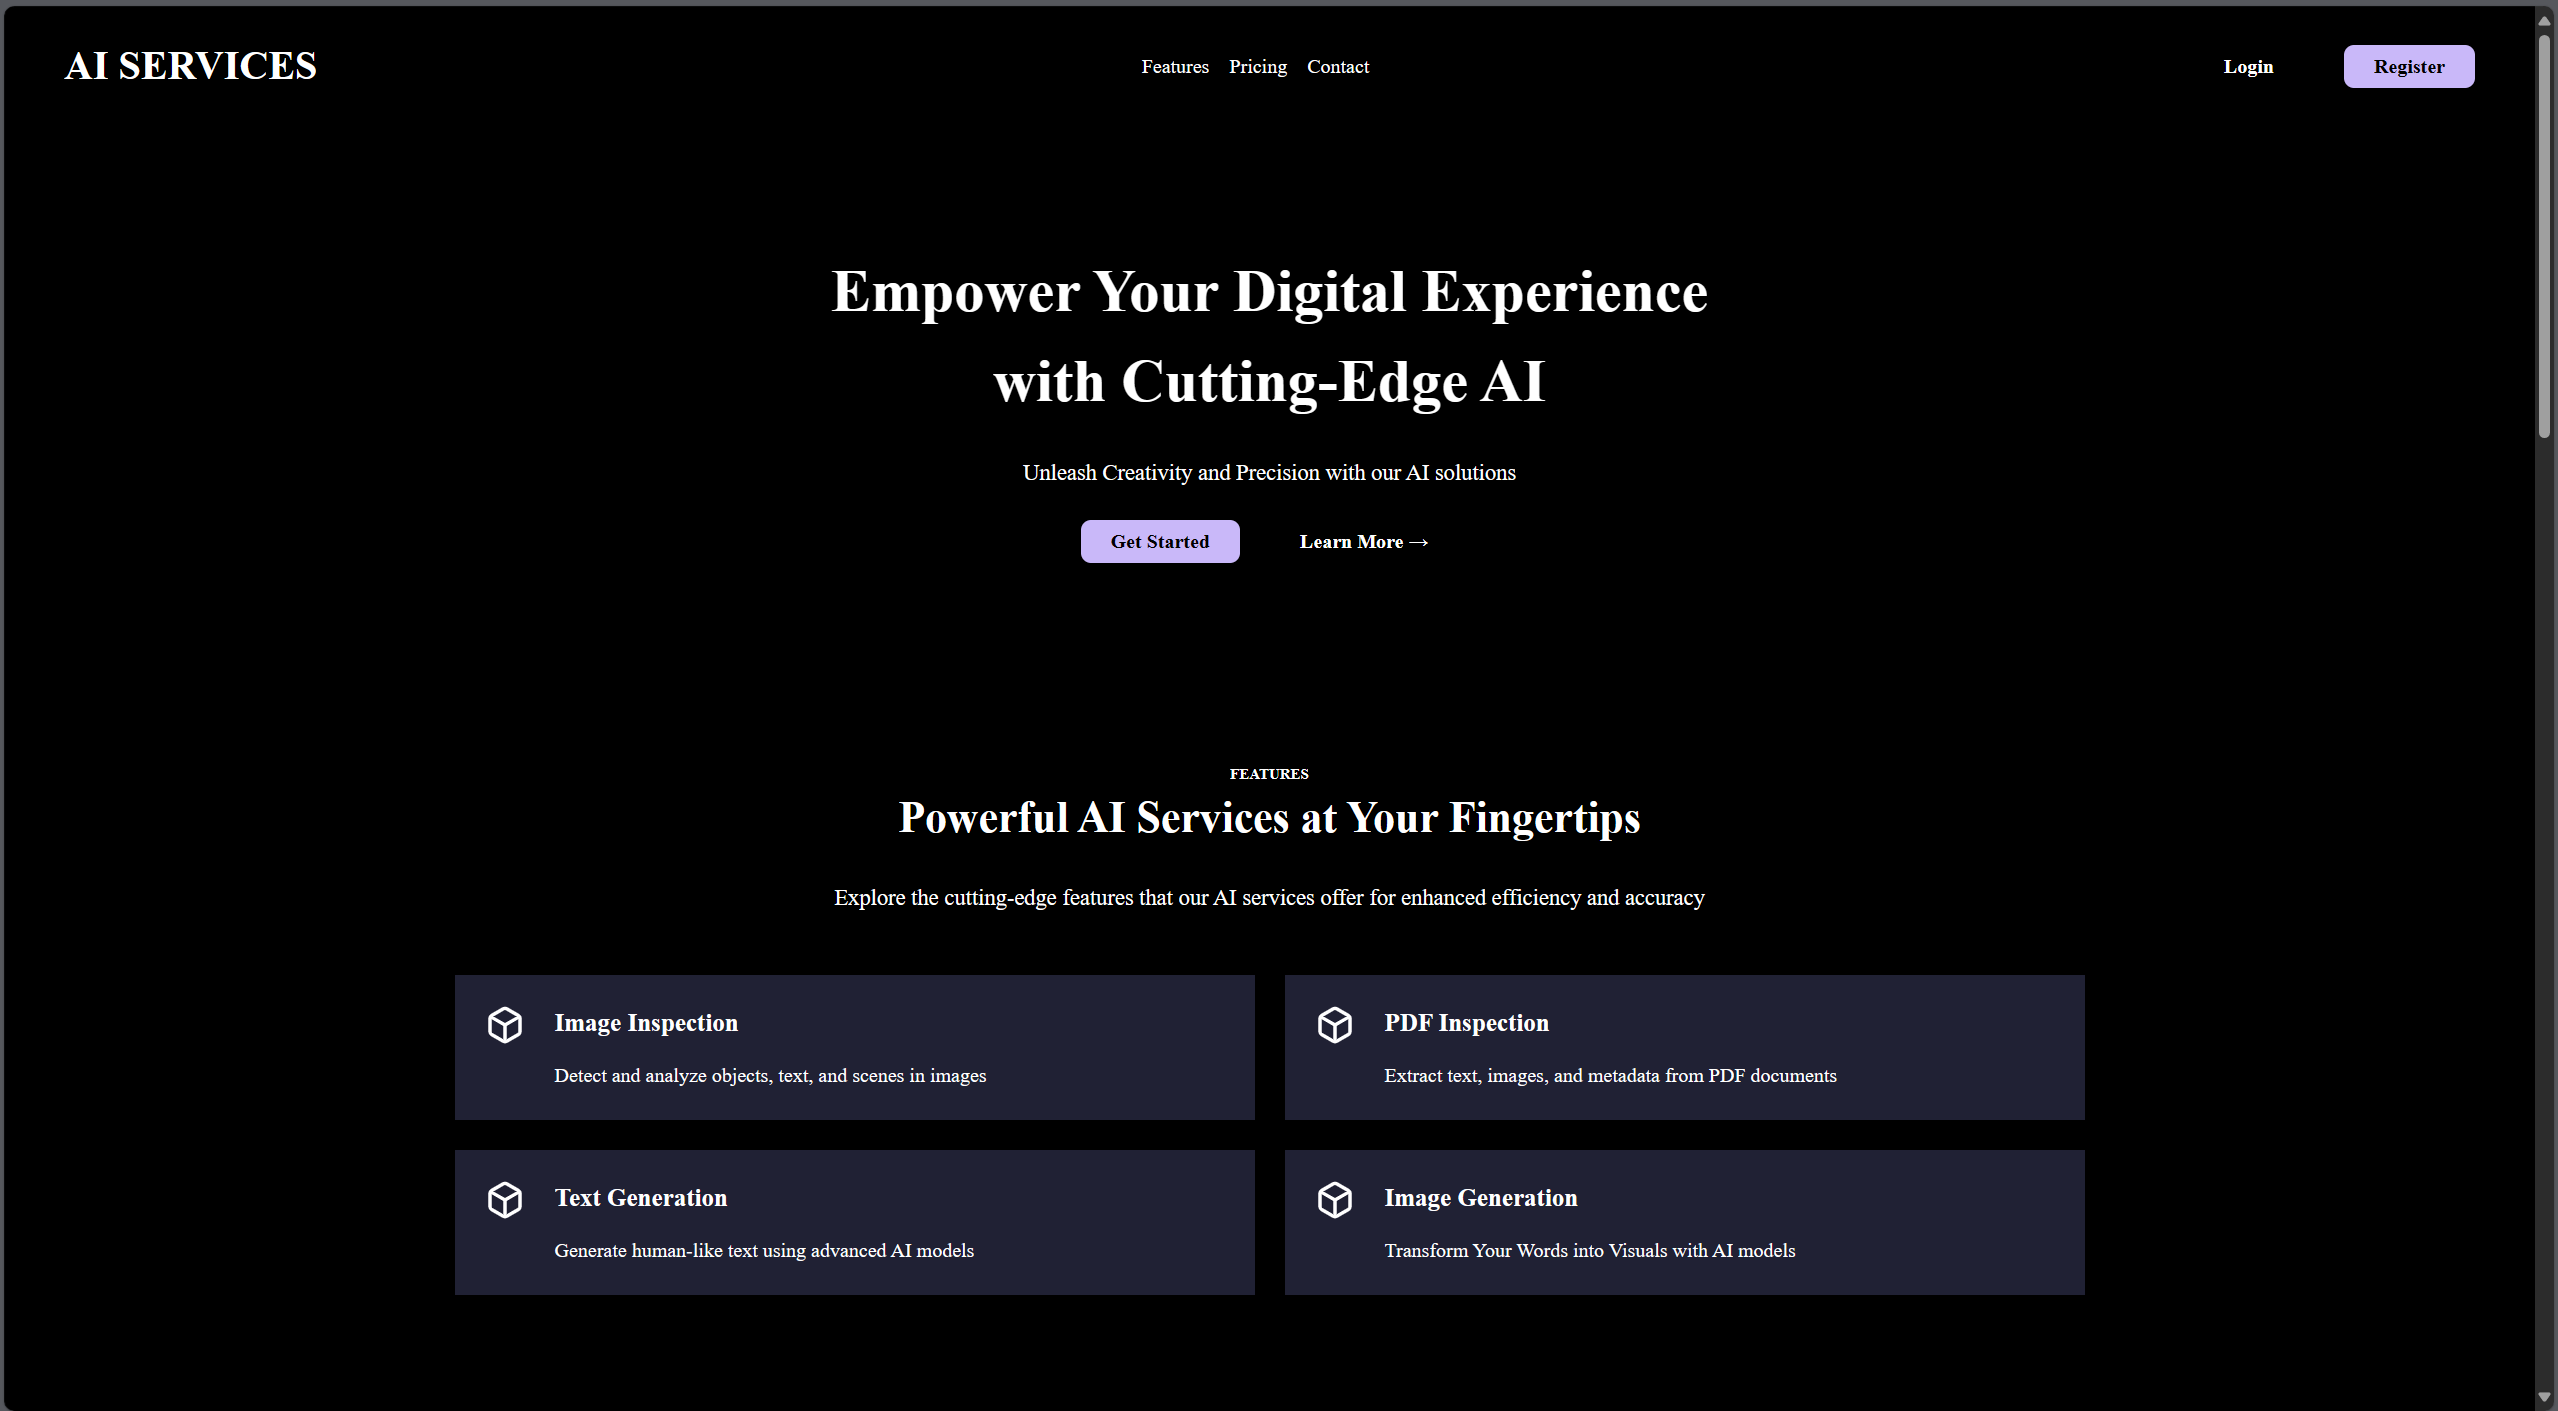 AI SERVICES
Features Pricing Contact
Login
Register
Empower Your Digital Experience
with Cutting-Edge AI
Unleash Creativity and Precision with our AI solutions
Get Started
Learn More →
FEATURES
Powerful AI Services at Your Fingertips
Explore the cutting-edge features that our AI services offer for enhanced efficiency and accuracy
Image Inspection
Detect and analyze objects, text, and scenes in images
PDF Inspection
Extract text, images, and metadata from PDF documents
Text Generation
Generate human-like text using advanced AI models
Image Generation
Transform Your Words into Visuals with AI models